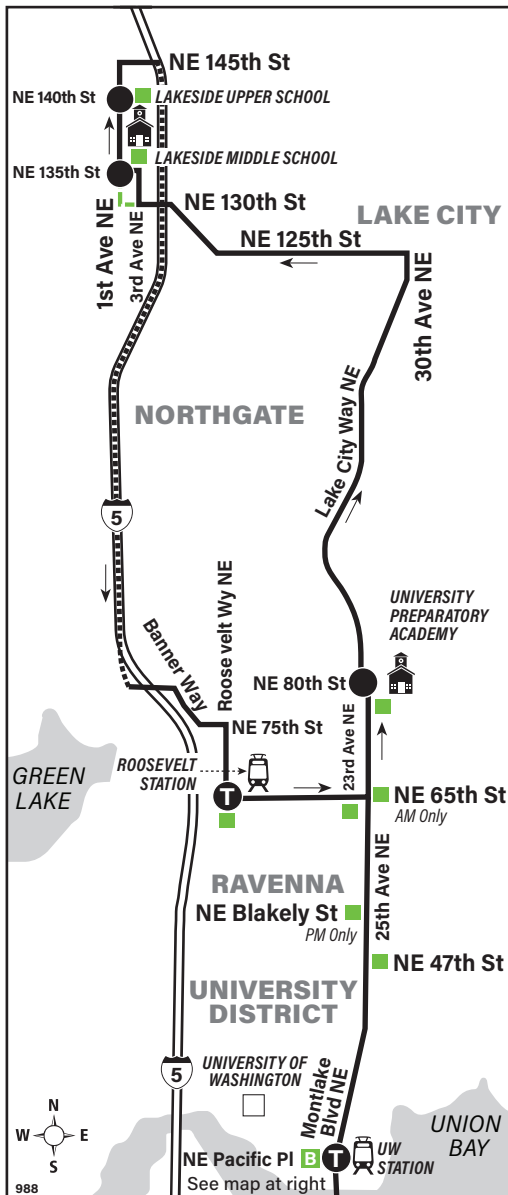 NE 145th St
NE 140th St
LAKESIDE UPPER SCHOOL
LAKESIDE MIDDLE SCHOOL
NE 135th St
NE 130th St
1st Ave NE
3rd Ave NE
LAKE CITY
NE 125th St
30th Ave NE
NORTHGATE
Lake City Way NE
5
Banner Way
Roosevelt Wy NE
UNIVERSITY
PREPARATORY
ACADEMY
NE 80th St
NE 75th St
23rd Ave NE
ROOSEVELT
STATION
GREEN
LAKE
T
NE 65th St
AM Only
25th Ave NE
RAVENNA
NE Blakely St
PM Only
NE 47th St
UNIVERSITY
DISTRICT
UNIVERSITY OF
WASHINGTON
5
Montlake
Blvd NE
UNION
BAY
N
W E
S
NE Pacific Pl B T
UW
STATION
See map at right
988